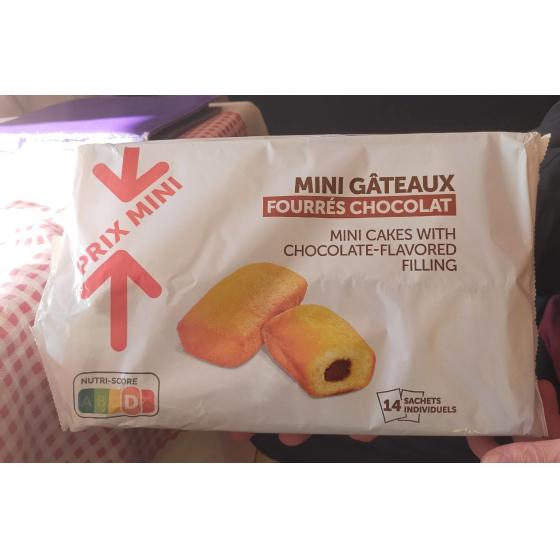 PRIX MINI
MINI GÂTEAUX
FOURRÉS CHOCOLAT
MINI CAKES WITH
CHOCOLATE-FLAVORED
FILLING
NUTRI-SCORE
A B D
14 SACHETS
INDIVIDUELS